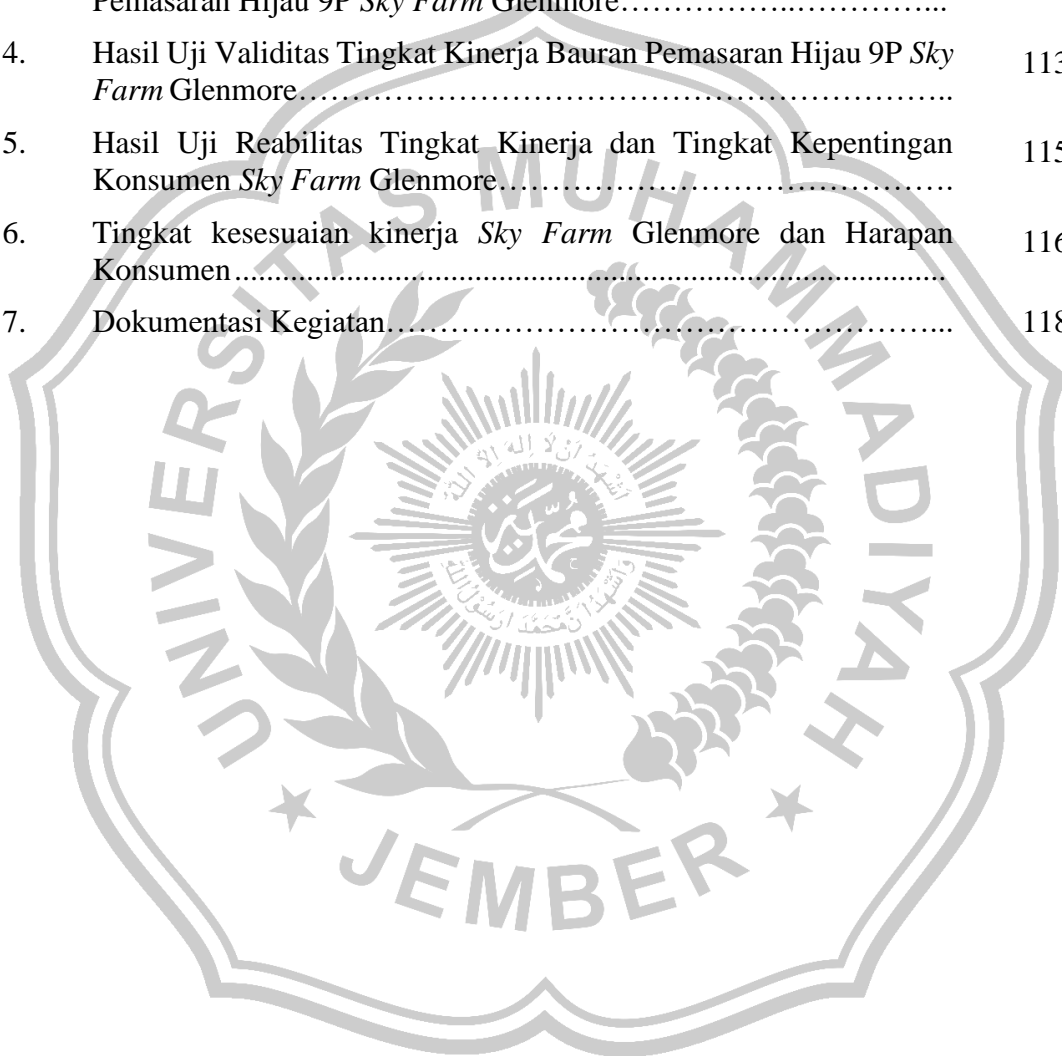 Pemasaran Hijau 9P Sky Farm Glenmore……………..…………...
4. Hasil Uji Validitas Tingkat Kinerja Bauran Pemasaran Hijau 9P Sky 113
Farm Glenmore……………………………………………………..
5. Hasil Uji Reabilitas Tingkat Kinerja dan Tingkat Kepentingan 115
Konsumen Sky Farm Glenmore…………………………………….
6. Tingkat kesesuaian kinerja Sky Farm Glenmore dan Harapan 116
Konsumen..............................................................................
7. Dokumentasi Kegiatan……………………………………………... 118
UNIVERSITAS MUHAMMADIYAH
JEMBER